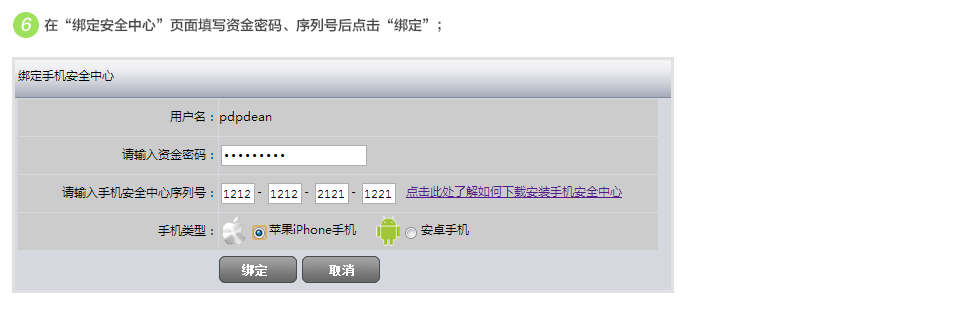 6 在“绑定安全中心”页面填写资金密码、序列号后点击“绑定”；
绑定手机安全中心
用户名：pdpdean
请输入资金密码：•••••••••
请输入手机安全中心序列号：1212 - 1212 - 2121 - 1221 点击此处了解如何下载安装手机安全中心
手机类型：苹果iPhone手机 安卓手机
绑定 取消